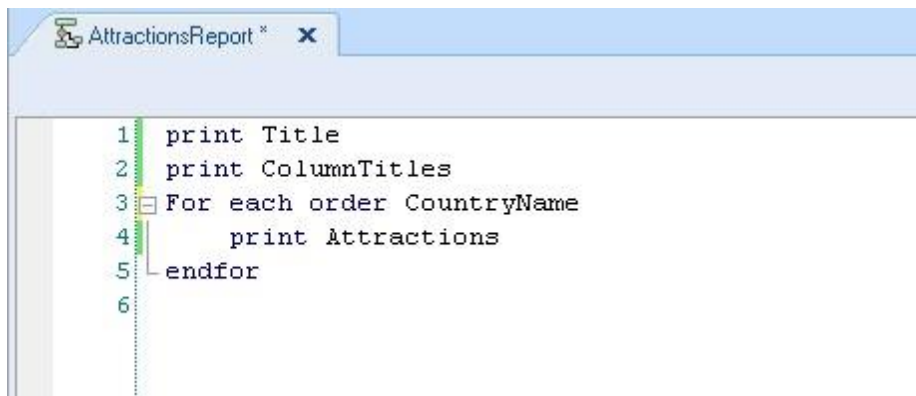 AttractionsReport * X
1 print Title
2 print ColumnTitles
3 For each order CountryName
4 print Attractions
5 endfor
6